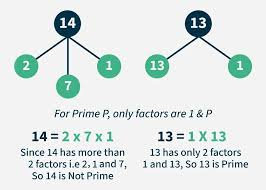 14
13
2
1
7
13
1
For Prime P, only factors are 1 & P
14 = 2 x 7 x 1
13 = 1 X 13
Since 14 has more than
2 factors i.e 2, 1 and 7,
So 14 is Not Prime
13 has only 2 factors
1 and 13, So 13 is Prime